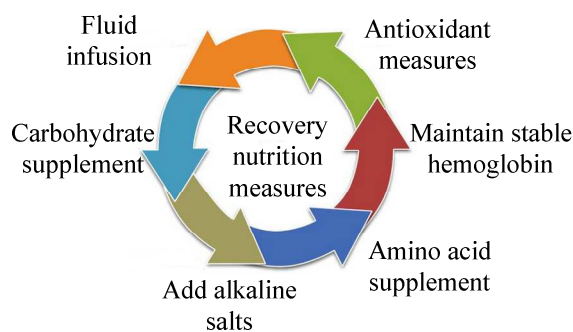 Fluid
infusion
Antioxidant
measures
Carbohydrate
supplement
Recovery
nutrition
measures
Maintain stable
hemoglobin
Add alkaline
salts
Amino acid
supplement